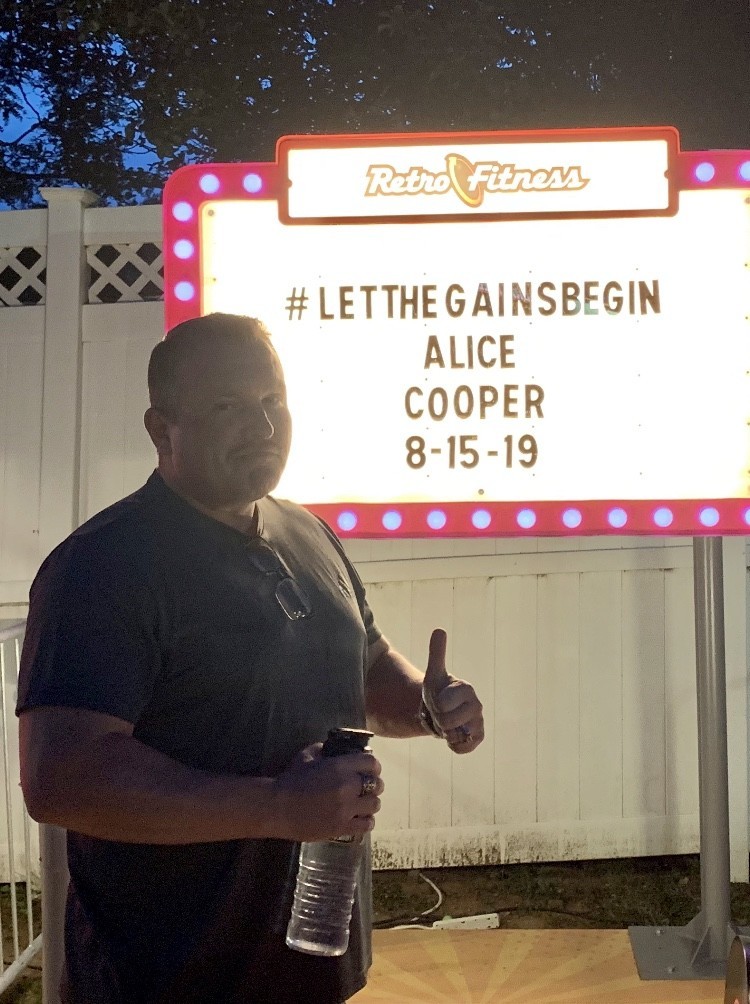 Retro Fitness
#LETTHEGAINSBEGIN
ALICE
COOPER
8-15-19